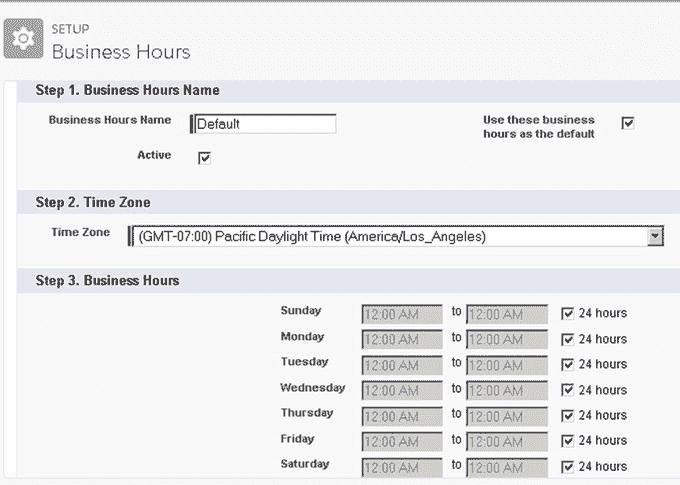 SETUP
Business Hours
Step 1. Business Hours Name
Business Hours Name Default Use these business
hours as the default
Active
Step 2. Time Zone
Time Zone (GMT-07:00) Pacific Daylight Time (America/Los_Angeles)
Step 3. Business Hours
Sunday 12:00 AM to 12:00 AM 24 hours
Monday 12:00 AM to 12:00 AM 24 hours
Tuesday 12:00 AM to 12:00 AM 24 hours
Wednesday 12:00 AM to 12:00 AM 24 hours
Thursday 12:00 AM to 12:00 AM 24 hours
Friday 12:00 AM to 12:00 AM 24 hours
Saturday 12:00 AM to 12:00 AM 24 hours